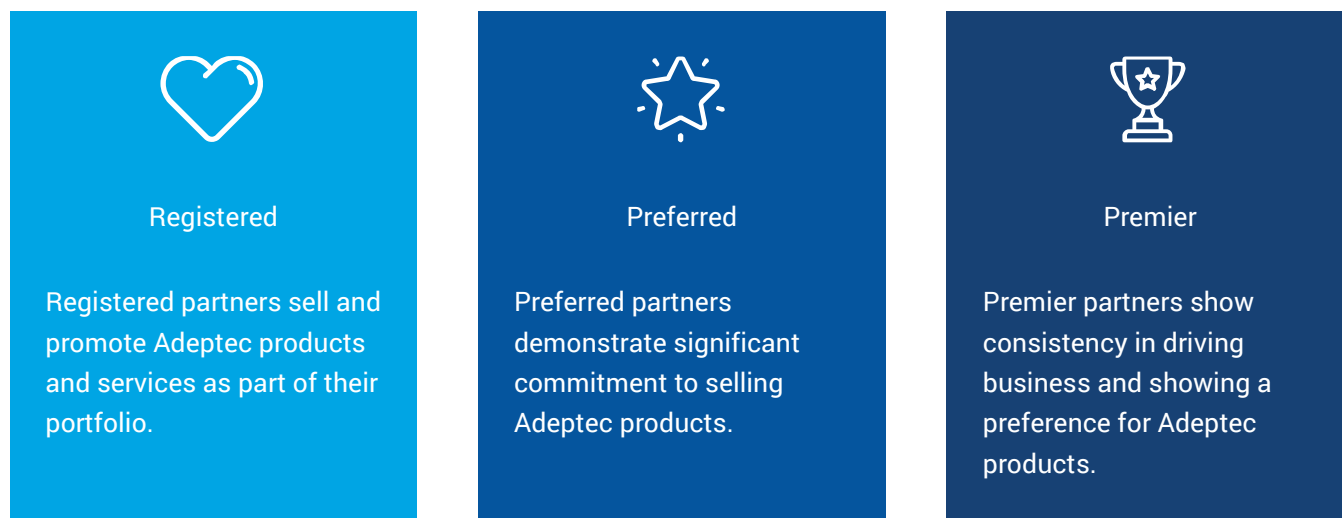 Registered
Registered partners sell and
promote Adeptec products
and services as part of their
portfolio.
Preferred
Preferred partners
demonstrate significant
commitment to selling
Adeptec products.
Premier
Premier partners show
consistency in driving
business and showing a
preference for Adeptec
products.